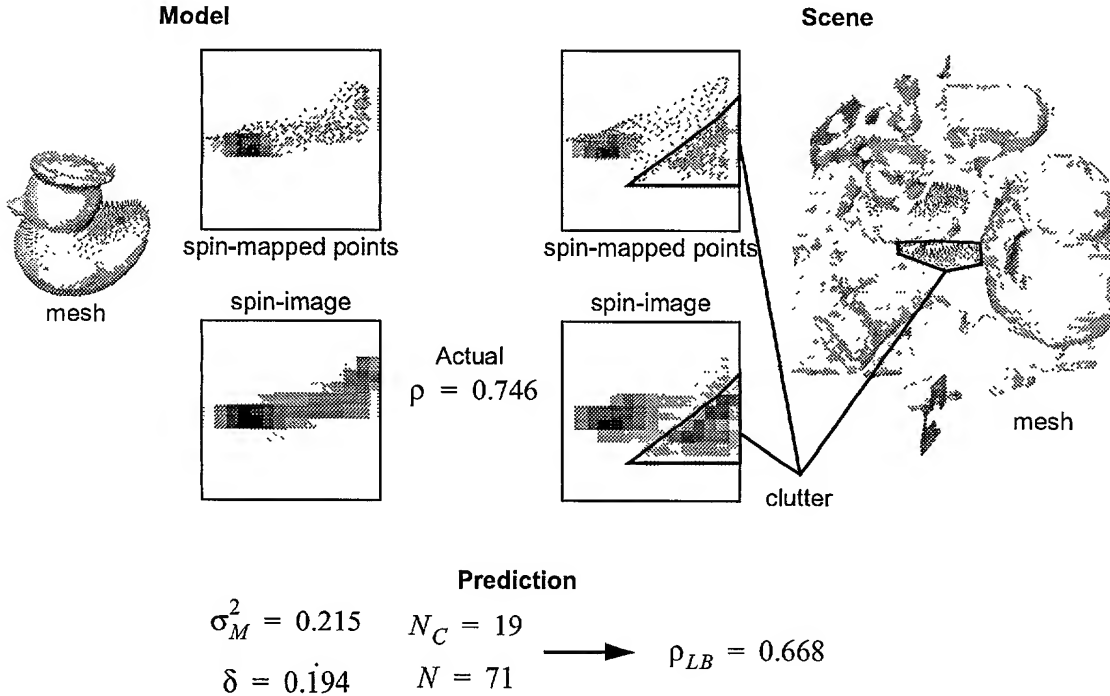 Model
Scene
spin-mapped points
spin-mapped points
mesh
spin-image
spin-image
Actual
ρ = 0.746
mesh
clutter
Prediction
σ²_M = 0.215
N_C = 19
ρ_LB = 0.668
δ = 0.194
N = 71